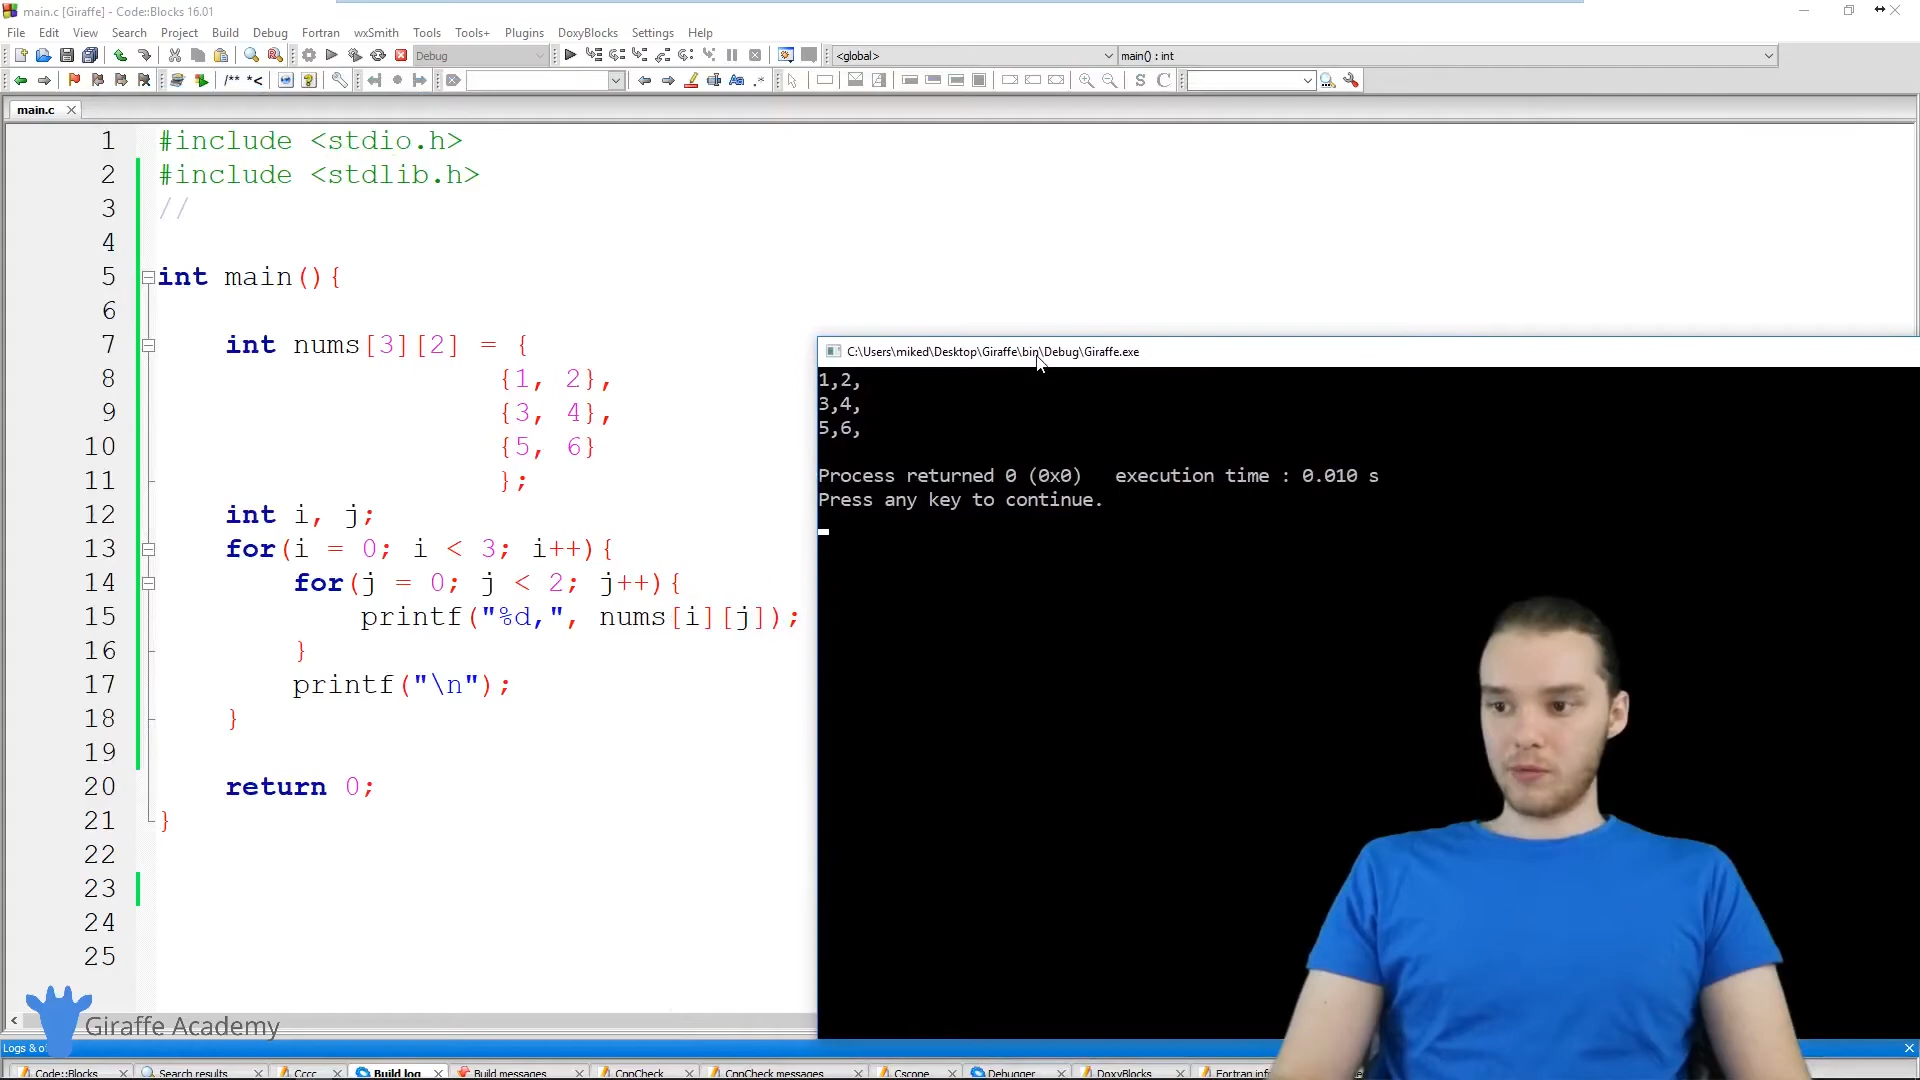 main.c [Giraffe] - Code::Blocks 16.01
File Edit View Search Project Build Debug Fortran wxSmith Tools Tools+ Plugins DoxyBlocks Settings Help
Debug <global> main() : int
/** *<
S C
main.c
1 #include <stdio.h>
2 #include <stdlib.h>
3 //
4
5 int main(){
6
7 int nums[3][2] = {
8 {1, 2},
9 {3, 4},
10 {5, 6}
11 };
12 int i, j;
13 for(i = 0; i < 3; i++){
14 for(j = 0; j < 2; j++){
15 printf("%d,", nums[i][j]);
16 }
17 printf("\n");
18 }
19
20 return 0;
21 }
22
23
24
25
C:\Users\miked\Desktop\Giraffe\bin\Debug\Giraffe.exe
1,2,
3,4,
5,6,
Process returned 0 (0x0) execution time : 0.010 s
Press any key to continue.
Giraffe Academy
Logs &
Code::Blocks Search results Cccc Build log Build messages CppCheck CppCheck messages Cscope Debugger DoxyBlocks Fortran